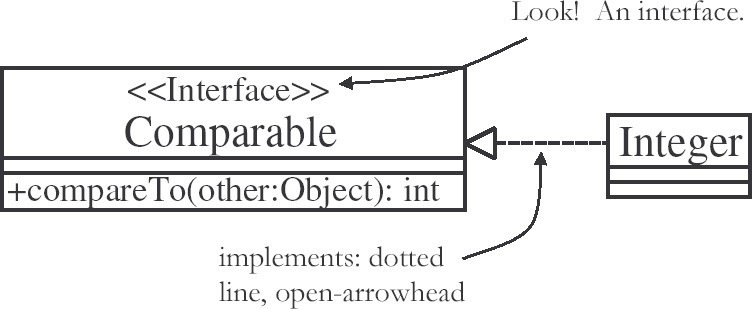 Look! An interface.
<<Interface>>
Comparable
+compareTo(other:Object): int
Integer
implements: dotted
line, open-arrowhead